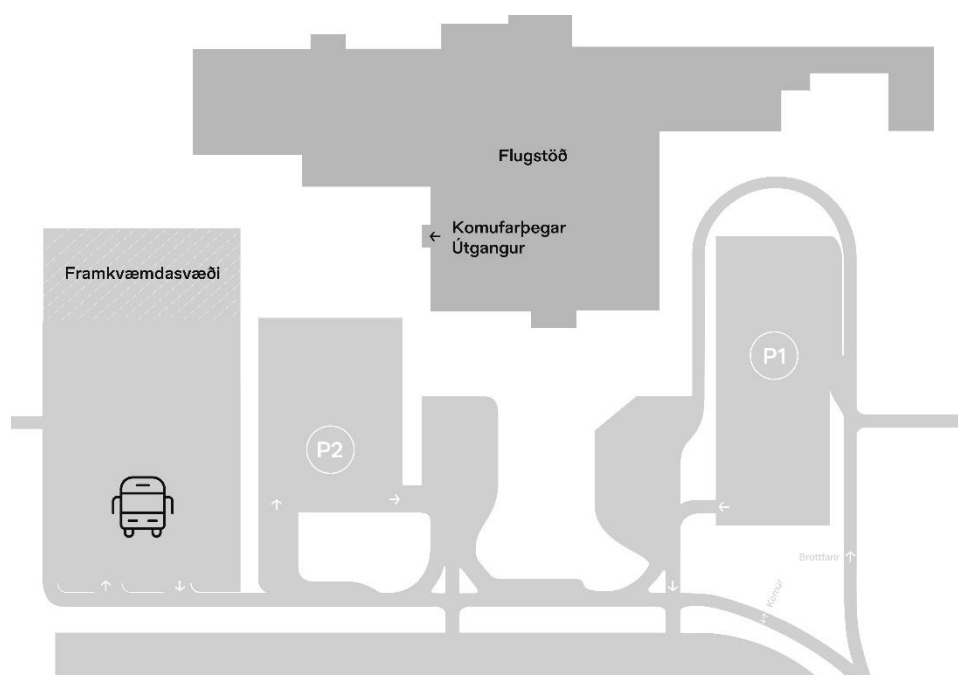 Flugstöð
Komufarþegar
Útgangur
Framkvæmdasvæði
P1
P2
Brottfarir
Komur